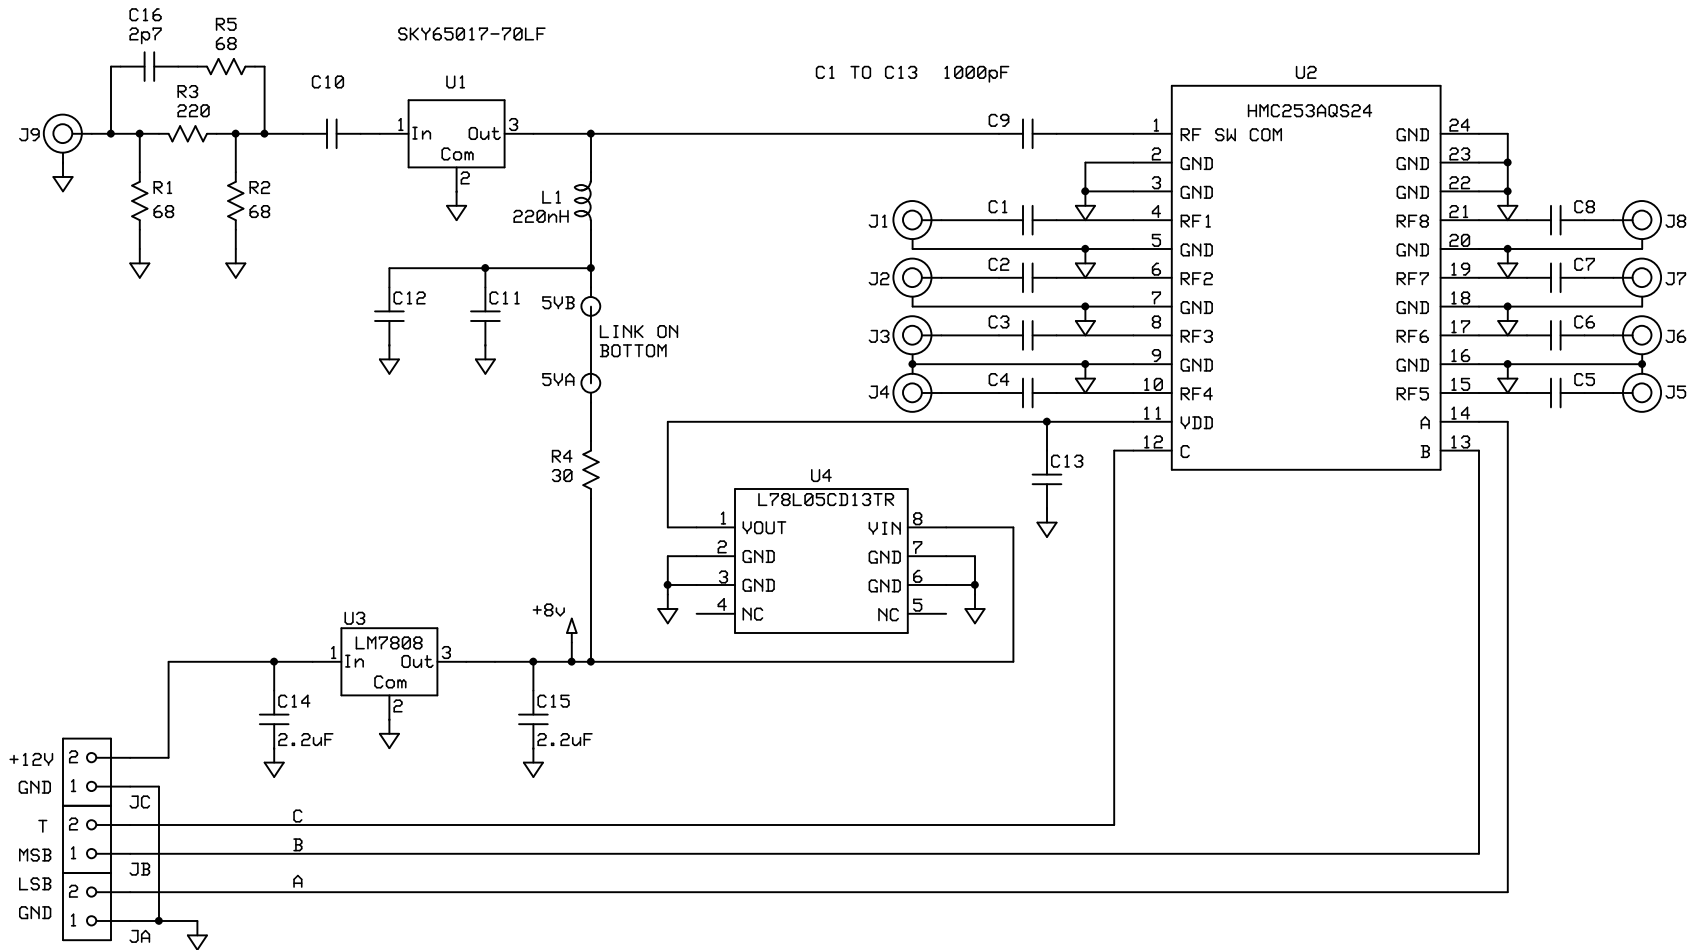 C16
2p7
R5
68
SKY65017-70LF
R3
220
C10
U1
C1 TO C13 1000pF
U2
HMC253AQS24
J9
1 In Out 3
Com
2
R1
68
R2
68
L1
220nH
C9
1 RF SW COM GND 24
2 GND GND 23
3 GND GND 22
J1 C1 4 RF1 RF8 21 C8 J8
5 GND GND 20
J2 C2 6 RF2 RF7 19 C7 J7
7 GND GND 18
J3 C3 8 RF3 RF6 17 C6 J6
9 GND GND 16
J4 C4 10 RF4 RF5 15 C5 J5
11 VDD A 14
12 C B 13
C12
C11
5VB
LINK ON
BOTTOM
5VA
R4
30
C13
U4
L78L05CD13TR
1 VOUT VIN 8
2 GND GND 7
3 GND GND 6
4 NC NC 5
+8v
U3
LM7808
1 In Out 3
Com
2
C14
2.2uF
C15
2.2uF
+12V 2
GND 1
JC
T 2 C
MSB 1 B
JB
LSB 2 A
GND 1
JA